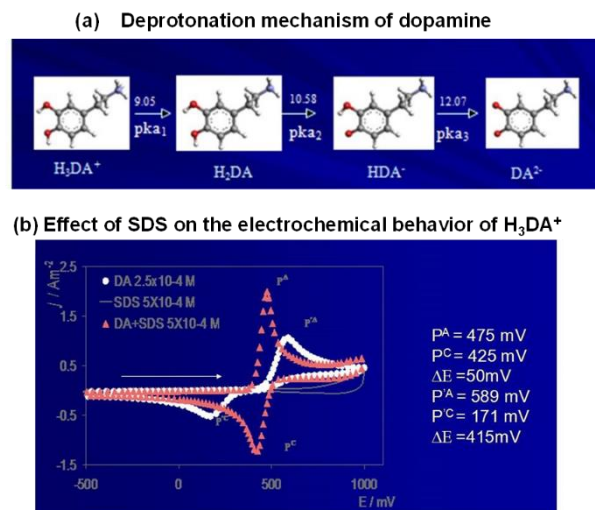 (a) Deprotonation mechanism of dopamine
9.05
10.58
12.07
pka₁
pka₂
pka₃
H₃DA⁺
H₂DA
HDA⁻
DA²⁻
(b) Effect of SDS on the electrochemical behavior of H₃DA⁺
J / Am⁻²
2.5
1.5
0.5
-0.5
-1.5
DA 2.5x10-4 M
SDS 5X10-4 M
DA+SDS 5X10-4 M
Pᴬ
P'ᴬ
P'ᶜ
Pᶜ
-500
0
500
1000
E / mV
Pᴬ = 475 mV
Pᶜ = 425 mV
ΔE = 50mV
P'ᴬ = 589 mV
P'ᶜ = 171 mV
ΔE =415mV